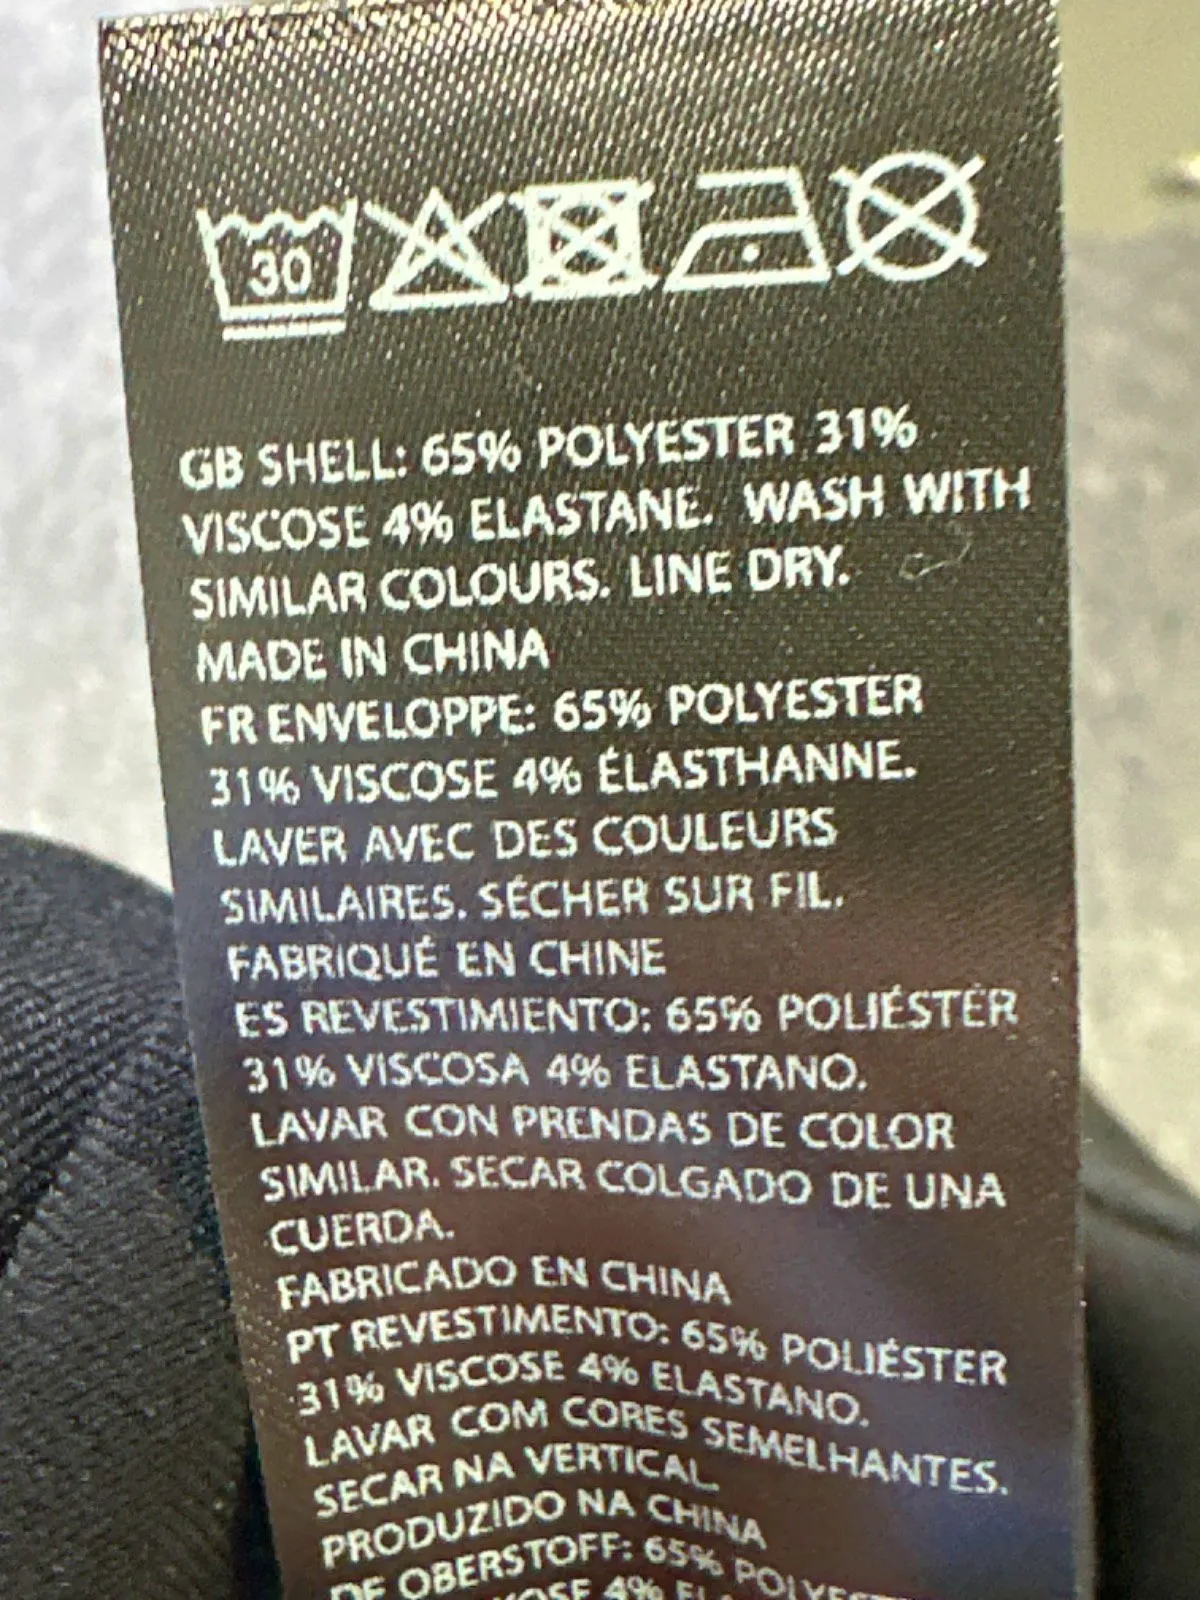 30
GB SHELL: 65% POLYESTER 31%
VISCOSE 4% ELASTANE. WASH WITH
SIMILAR COLOURS. LINE DRY.
MADE IN CHINA
FR ENVELOPPE: 65% POLYESTER
31% VISCOSE 4% ÉLASTHANNE.
LAVER AVEC DES COULEURS
SIMILAIRES. SÉCHER SUR FIL.
FABRIQUÉ EN CHINE
ES REVESTIMIENTO: 65% POLIÉSTER
31% VISCOSA 4% ELASTANO.
LAVAR CON PRENDAS DE COLOR
SIMILAR. SECAR COLGADO DE UNA
CUERDA.
FABRICADO EN CHINA
PT REVESTIMENTO: 65% POLIÉSTER
31% VISCOSE 4% ELASTANO.
LAVAR COM CORES SEMELHANTES.
SECAR NA VERTICAL.
PRODUZIDO NA CHINA
DE OBERSTOFF: 65%
4%